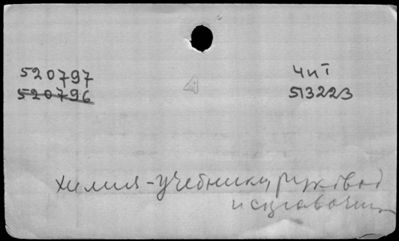 520797
520796
4
Чит
513223
Химия - учебники, руковод
и справочн.